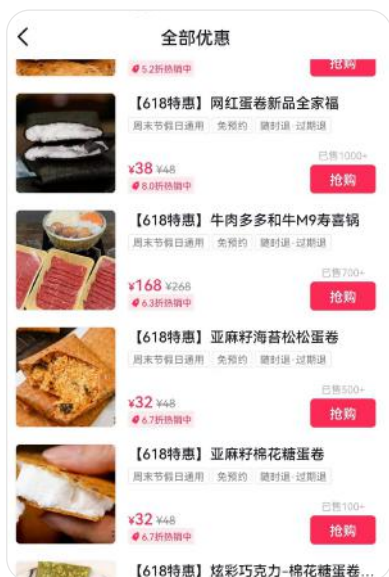 全部优惠
5.2折热销中
抢购
【618特惠】网红蛋卷新品全家福
周末节假日通用 免预约 随时退·过期退
已售1000+
¥38 ¥48
抢购
8.0折热销中
【618特惠】牛肉多多和牛M9寿喜锅
周末节假日通用 免预约 随时退·过期退
已售700+
¥168 ¥268
抢购
6.3折热销中
【618特惠】亚麻籽海苔松松蛋卷
周末节假日通用 免预约 随时退·过期退
已售500+
¥32 ¥48
抢购
6.7折热销中
【618特惠】亚麻籽棉花糖蛋卷
周末节假日通用 免预约 随时退·过期退
已售100+
¥32 ¥48
抢购
6.7折热销中
【618特惠】炫彩巧克力-棉花糖蛋卷...